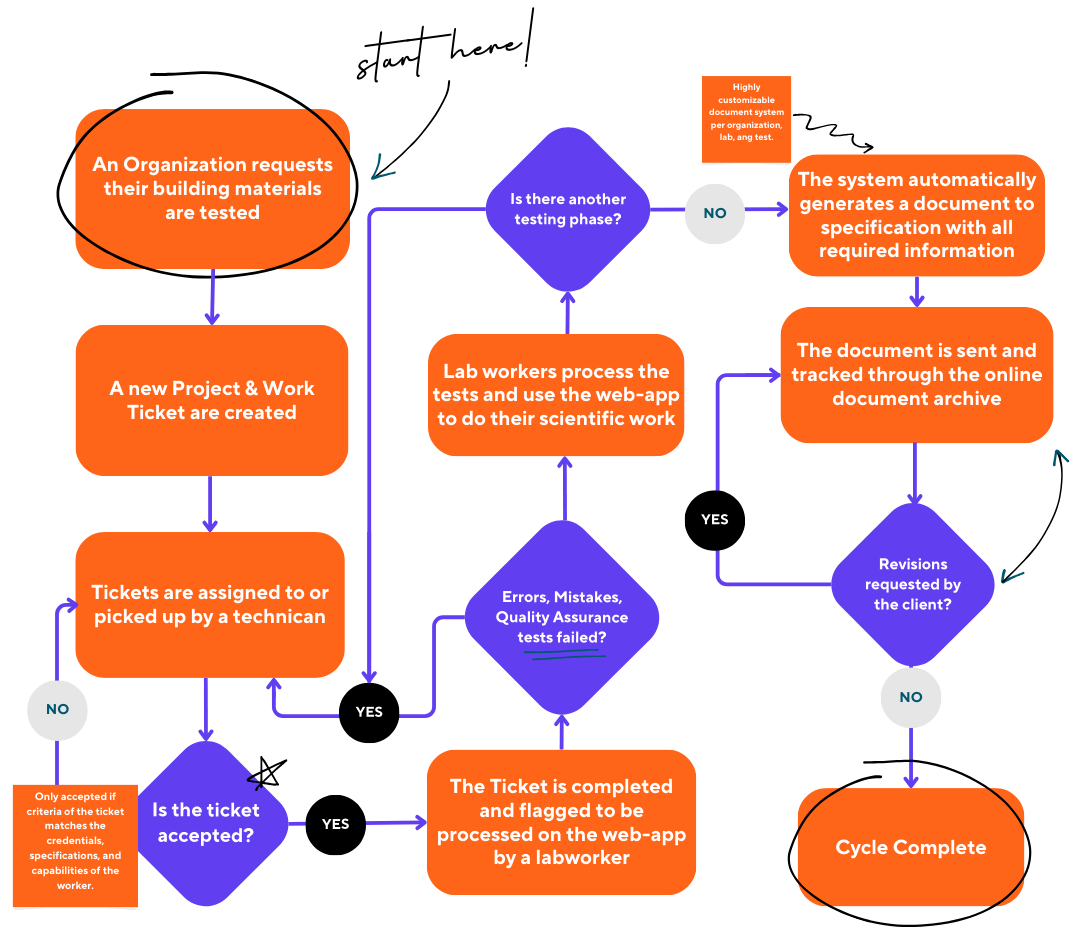 start here!
An Organization requests
their building materials
are tested
A new Project & Work
Ticket are created
Tickets are assigned to or
picked up by a technican
NO
Only accepted if
criteria of the ticket
matches the
credentials,
specifications, and
capabilities of the
worker.
Is the ticket
accepted?
YES
The Ticket is completed
and flagged to be
processed on the web-app
by a labworker
Errors, Mistakes,
Quality Assurance
tests failed?
YES
Lab workers process the
tests and use the web-app
to do their scientific work
Is there another
testing phase?
NO
Highly
customizable
document system
per organization,
lab, ang test.
The system automatically
generates a document to
specification with all
required information
The document is sent and
tracked through the online
document archive
YES
Revisions
requested by
the client?
NO
Cycle Complete